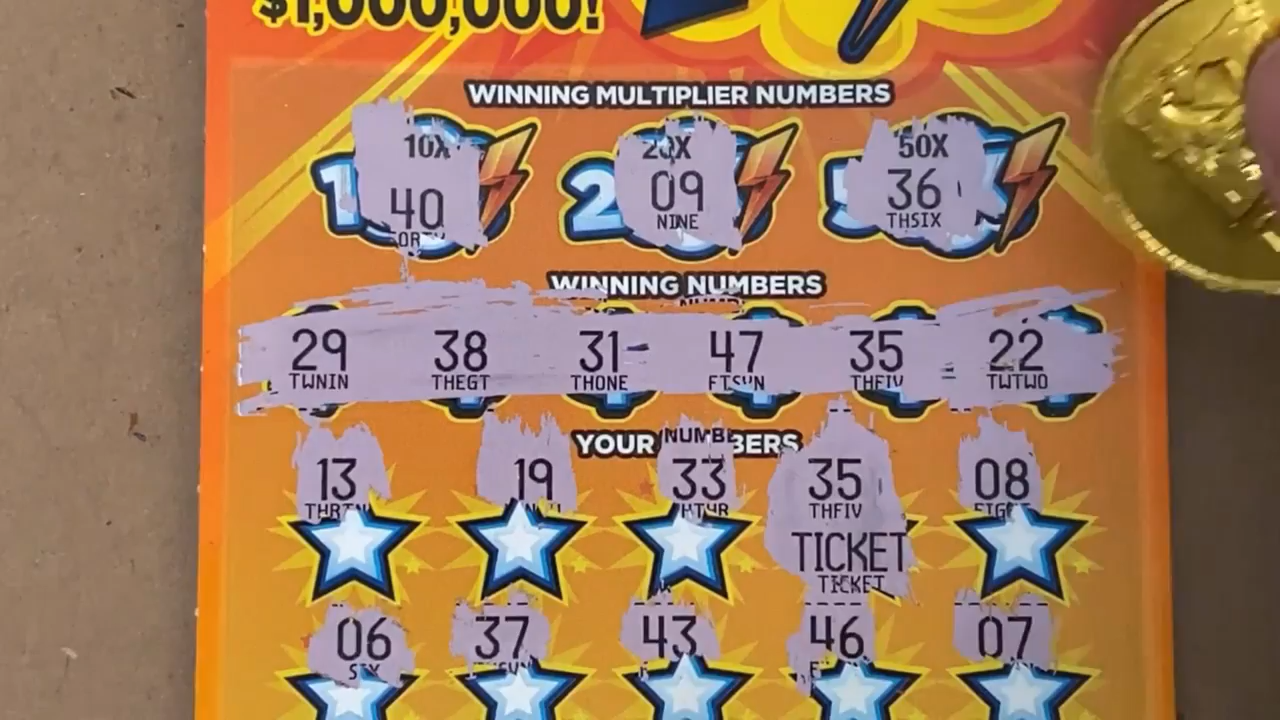 $1,000,000!
WINNING MULTIPLIER NUMBERS
10X 20X 50X
40 09 36
NINE THSIX
WINNING NUMBERS
29 38 31 47 35 22
TWNIN THEGT THONE FTSVN THFIV TWTWO
YOUR NUMBERS
13 19 33 35 08
THFIV
TICKET
TICKET
06 37 43 46 07